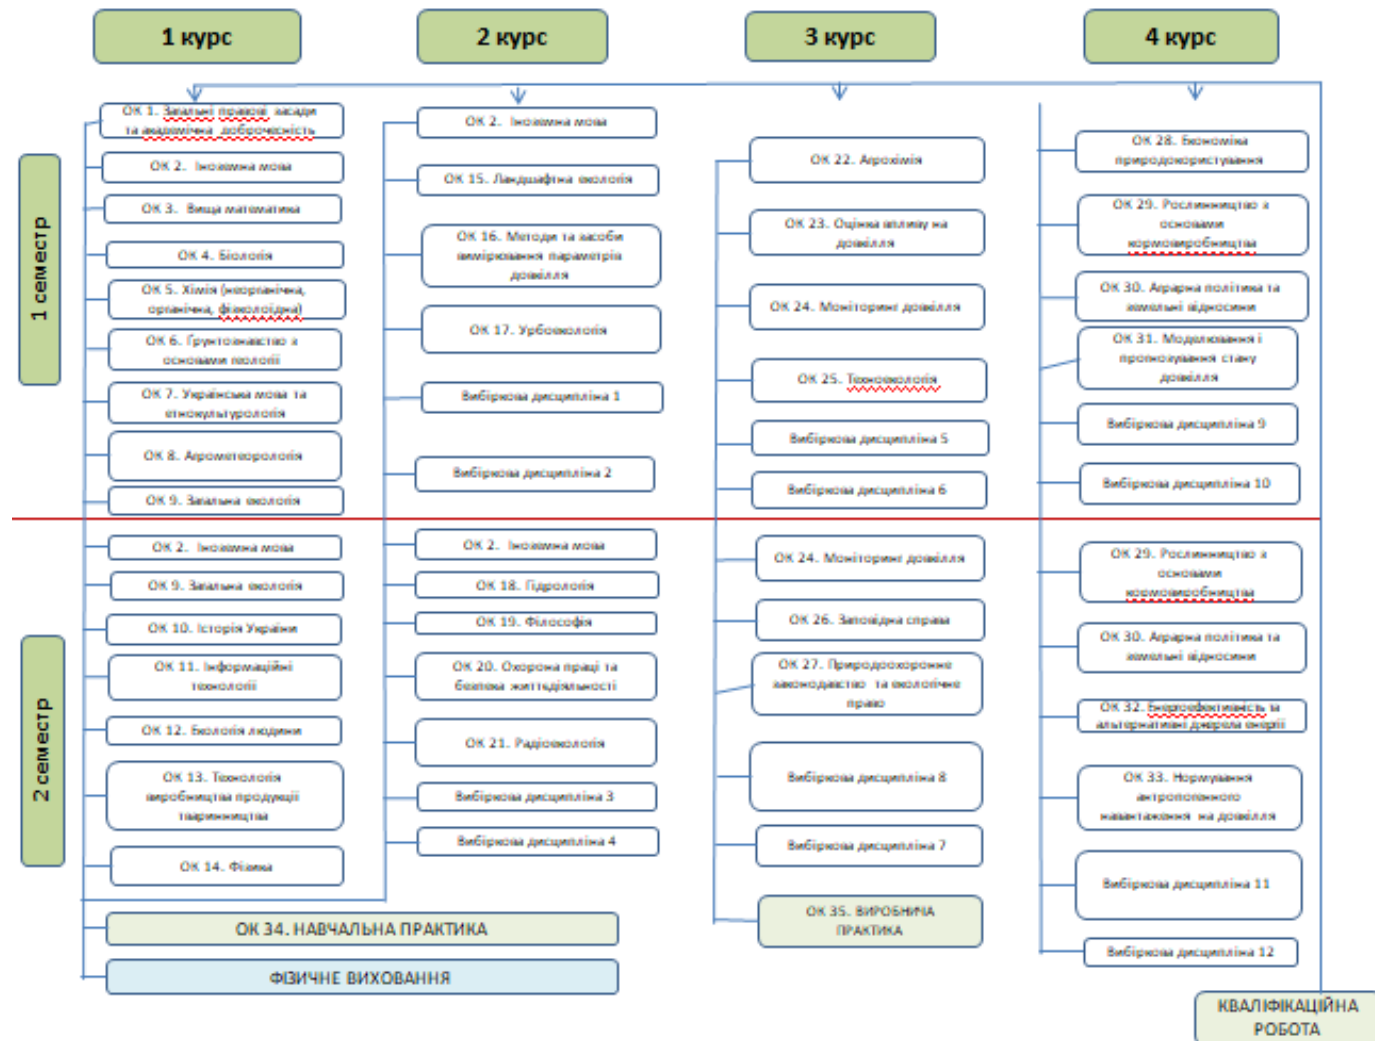 1 курс
2 курс
3 курс
4 курс
1 семестр
ОК 1. Загальні правові засади
та академічна доброчесність
ОК 2. Іноземна мова
ОК 3. Вища математика
ОК 4. Біологія
ОК 5. Хімія (неорганічна,
органічна, фізколоїдна)
ОК 6. Ґрунтознавство з
основами геології
ОК 7. Українська мова та
етнокультурологія
ОК 8. Агрометеорологія
ОК 9. Загальна екологія
ОК 2. Іноземна мова
ОК 15. Ландшафтна екологія
ОК 16. Методи та засоби
вимірювання параметрів
довкілля
ОК 17. Урбоекологія
Вибіркова дисципліна 1
Вибіркова дисципліна 2
ОК 22. Агрохімія
ОК 23. Оцінка впливу на
довкілля
ОК 24. Моніторинг довкілля
ОК 25. Техноекологія
Вибіркова дисципліна 5
Вибіркова дисципліна 6
ОК 28. Економіка
природокористування
ОК 29. Рослинництво з
основами
кормовиробництва
ОК 30. Аграрна політика та
земельні відносини
ОК 31. Моделювання і
прогнозування стану
довкілля
Вибіркова дисципліна 9
Вибіркова дисципліна 10
2 семестр
ОК 2. Іноземна мова
ОК 9. Загальна екологія
ОК 10. Історія України
ОК 11. Інформаційні
технології
ОК 12. Екологія людини
ОК 13. Технологія
виробництва продукції
тваринництва
ОК 14. Фізика
ОК 2. Іноземна мова
ОК 18. Гідрологія
ОК 19. Філософія
ОК 20. Охорона праці та
безпека життєдіяльності
ОК 21. Радіоекологія
Вибіркова дисципліна 3
Вибіркова дисципліна 4
ОК 24. Моніторинг довкілля
ОК 26. Заповідна справа
ОК 27. Природоохоронне
законодавство та екологічне
право
Вибіркова дисципліна 8
Вибіркова дисципліна 7
ОК 35. ВИРОБНИЧА
ПРАКТИКА
ОК 29. Рослинництво з
основами
кормовиробництва
ОК 30. Аграрна політика та
земельні відносини
ОК 32. Енергоефективність та
альтернативні джерела енергії
ОК 33. Нормування
антропогенного
навантаження на довкілля
Вибіркова дисципліна 11
Вибіркова дисципліна 12
ОК 34. НАВЧАЛЬНА ПРАКТИКА
ФІЗИЧНЕ ВИХОВАННЯ
КВАЛІФІКАЦІЙНА
РОБОТА